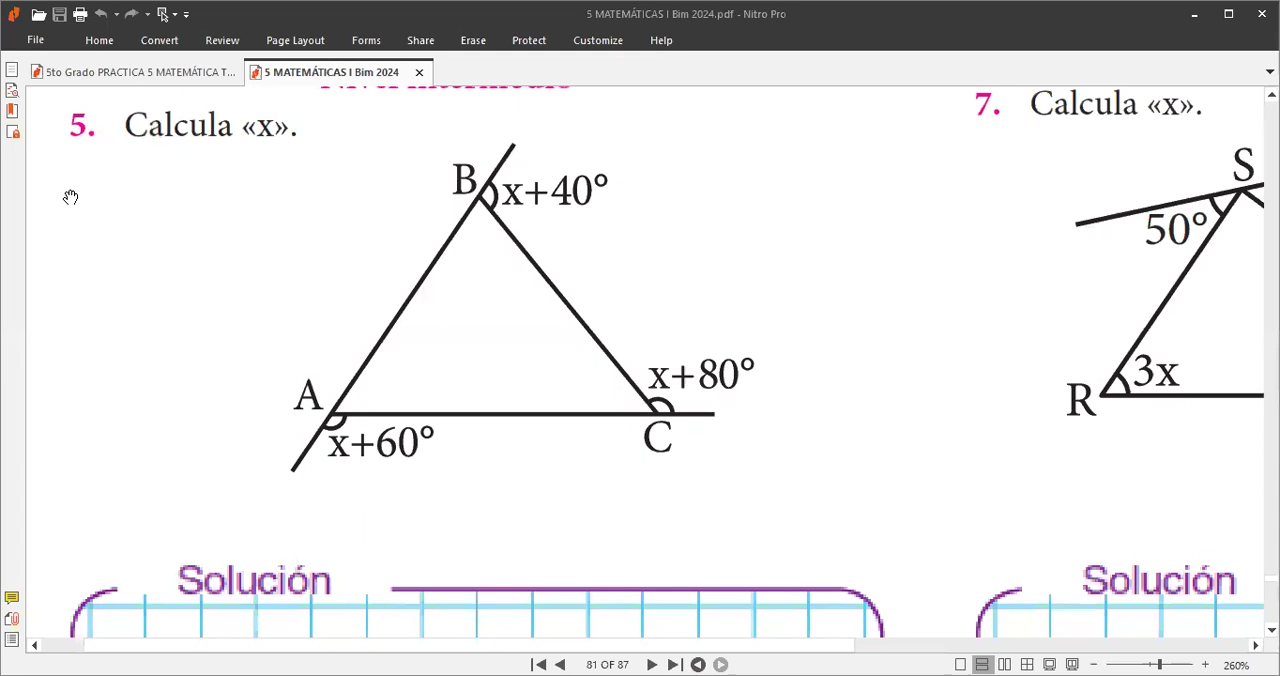 5 MATEMÁTICAS I Bim 2024.pdf - Nitro Pro
File Home Convert Review Page Layout Forms Share Erase Protect Customize Help
5to Grado PRACTICA 5 MATEMÁTICA T...
5 MATEMÁTICAS I Bim 2024
Nivel intermedio
5. Calcula «x».
B
x+40°
A
x+60°
x+80°
C
Solución
7. Calcula «x».
S
50°
3x
R
Solución
81 OF 87
260%